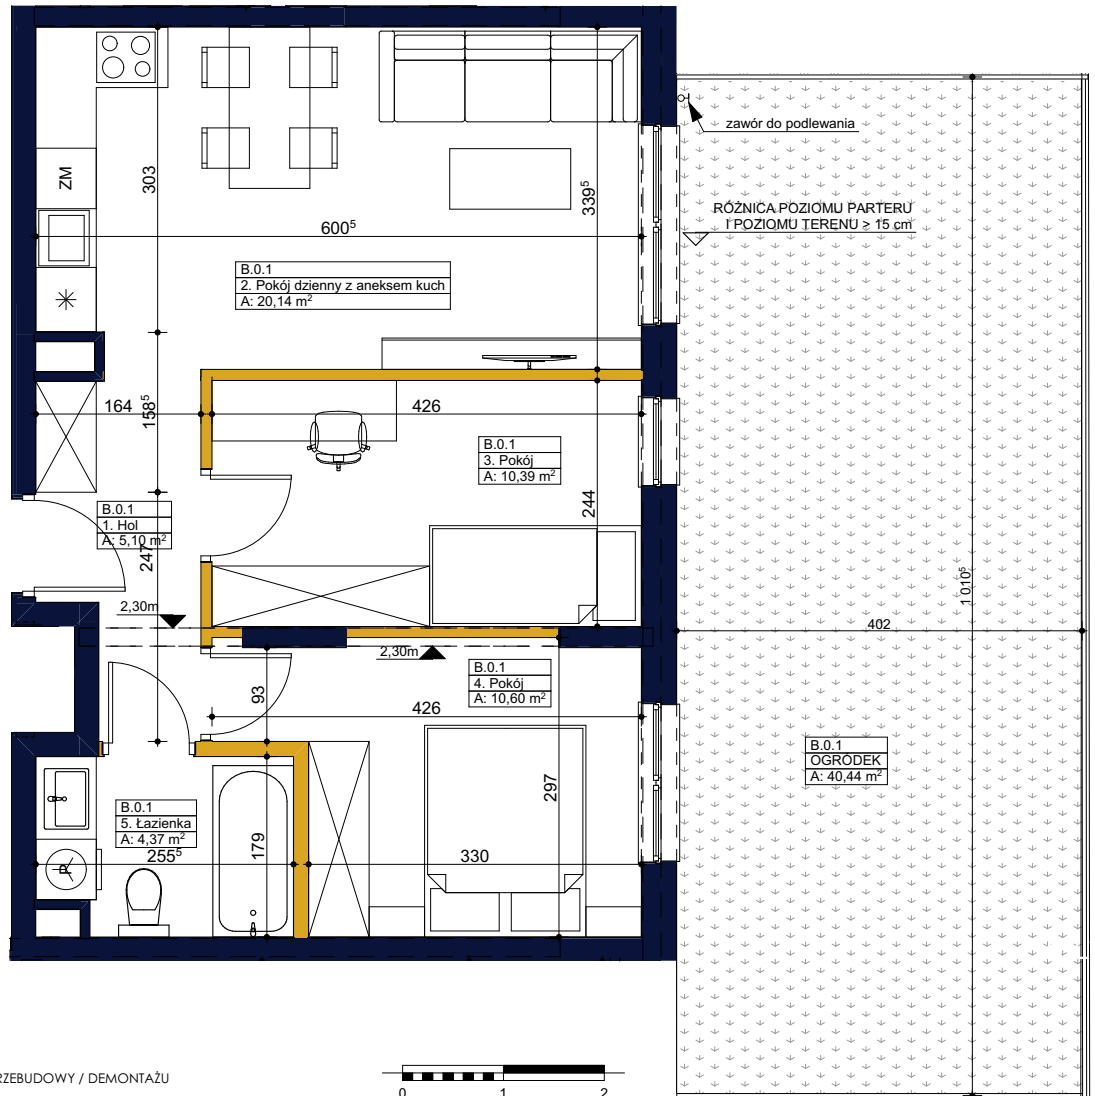 zawór do podlewania
ZM
303
339⁵
RÓŻNICA POZIOMU PARTERU
I POZIOMU TERENU > 15 cm
600⁵
B.0.1
2. Pokój dzienny z aneksem kuch
A: 20,14 m²
164
158⁵
426
B.0.1
3. Pokój
A: 10,39 m²
244
B.0.1
1. Hol
A: 5,10 m²
247
1 010⁵
2,30m
402
2,30m
B.0.1
4. Pokój
A: 10,60 m²
93
426
B.0.1
OGRÓDEK
A: 40,44 m²
297
B.0.1
5. Łazienka
A: 4,37 m²
255⁵
179
330
P
RZEBUDOWY / DEMONTAŻU
0 1 2